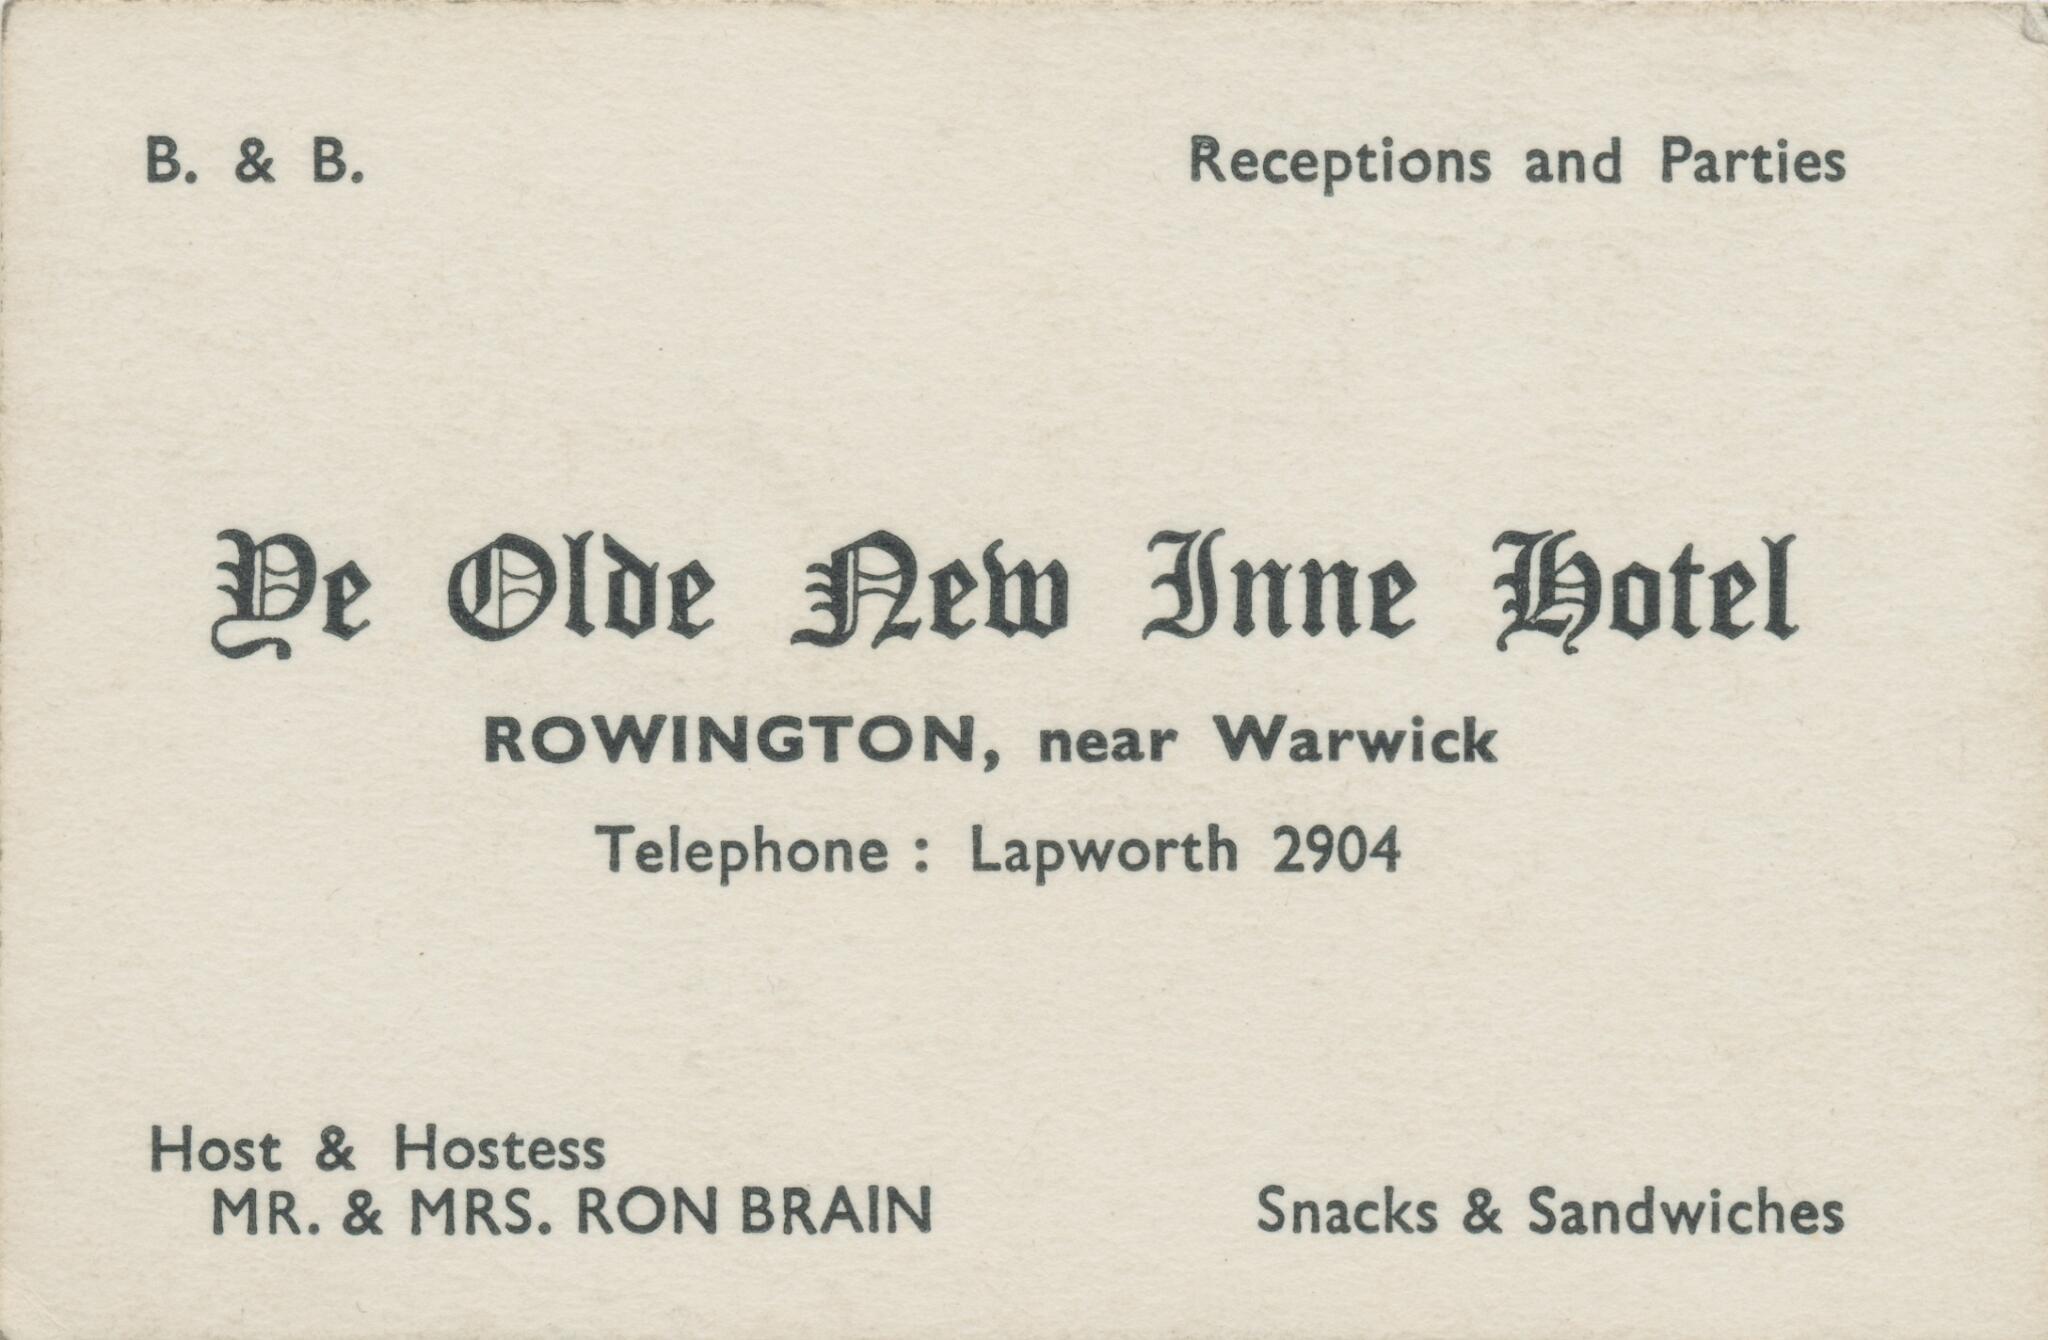 B. & B.
Receptions and Parties
Ye Olde New Inne Hotel
ROWINGTON, near Warwick
Telephone : Lapworth 2904
Host & Hostess
MR. & MRS. RON BRAIN
Snacks & Sandwiches